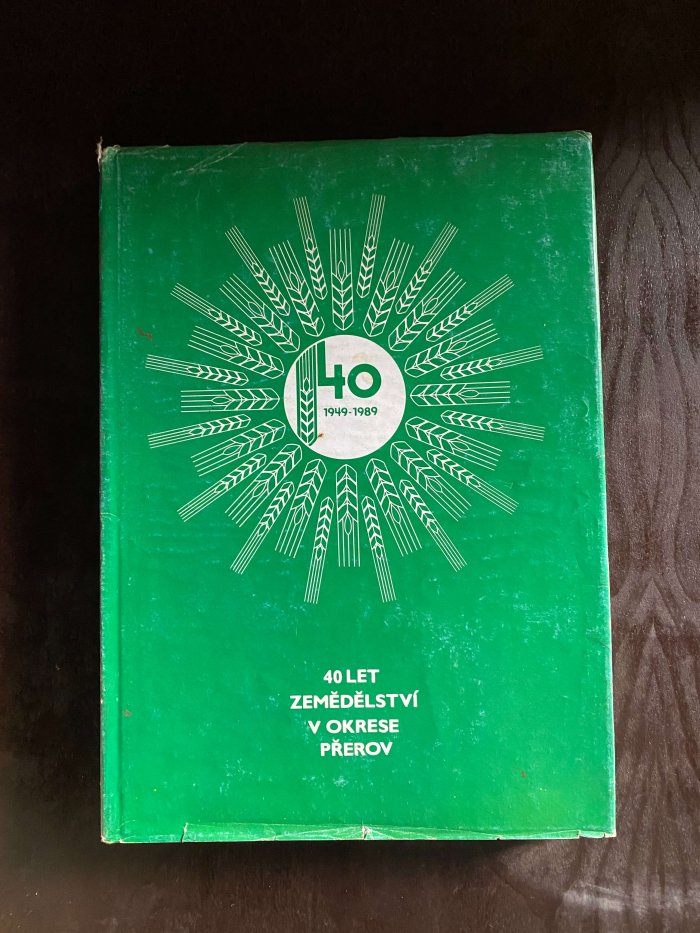 40
1949-1989
40 LET
ZEMĚDĚLSTVÍ
V OKRESE
PŘEROV